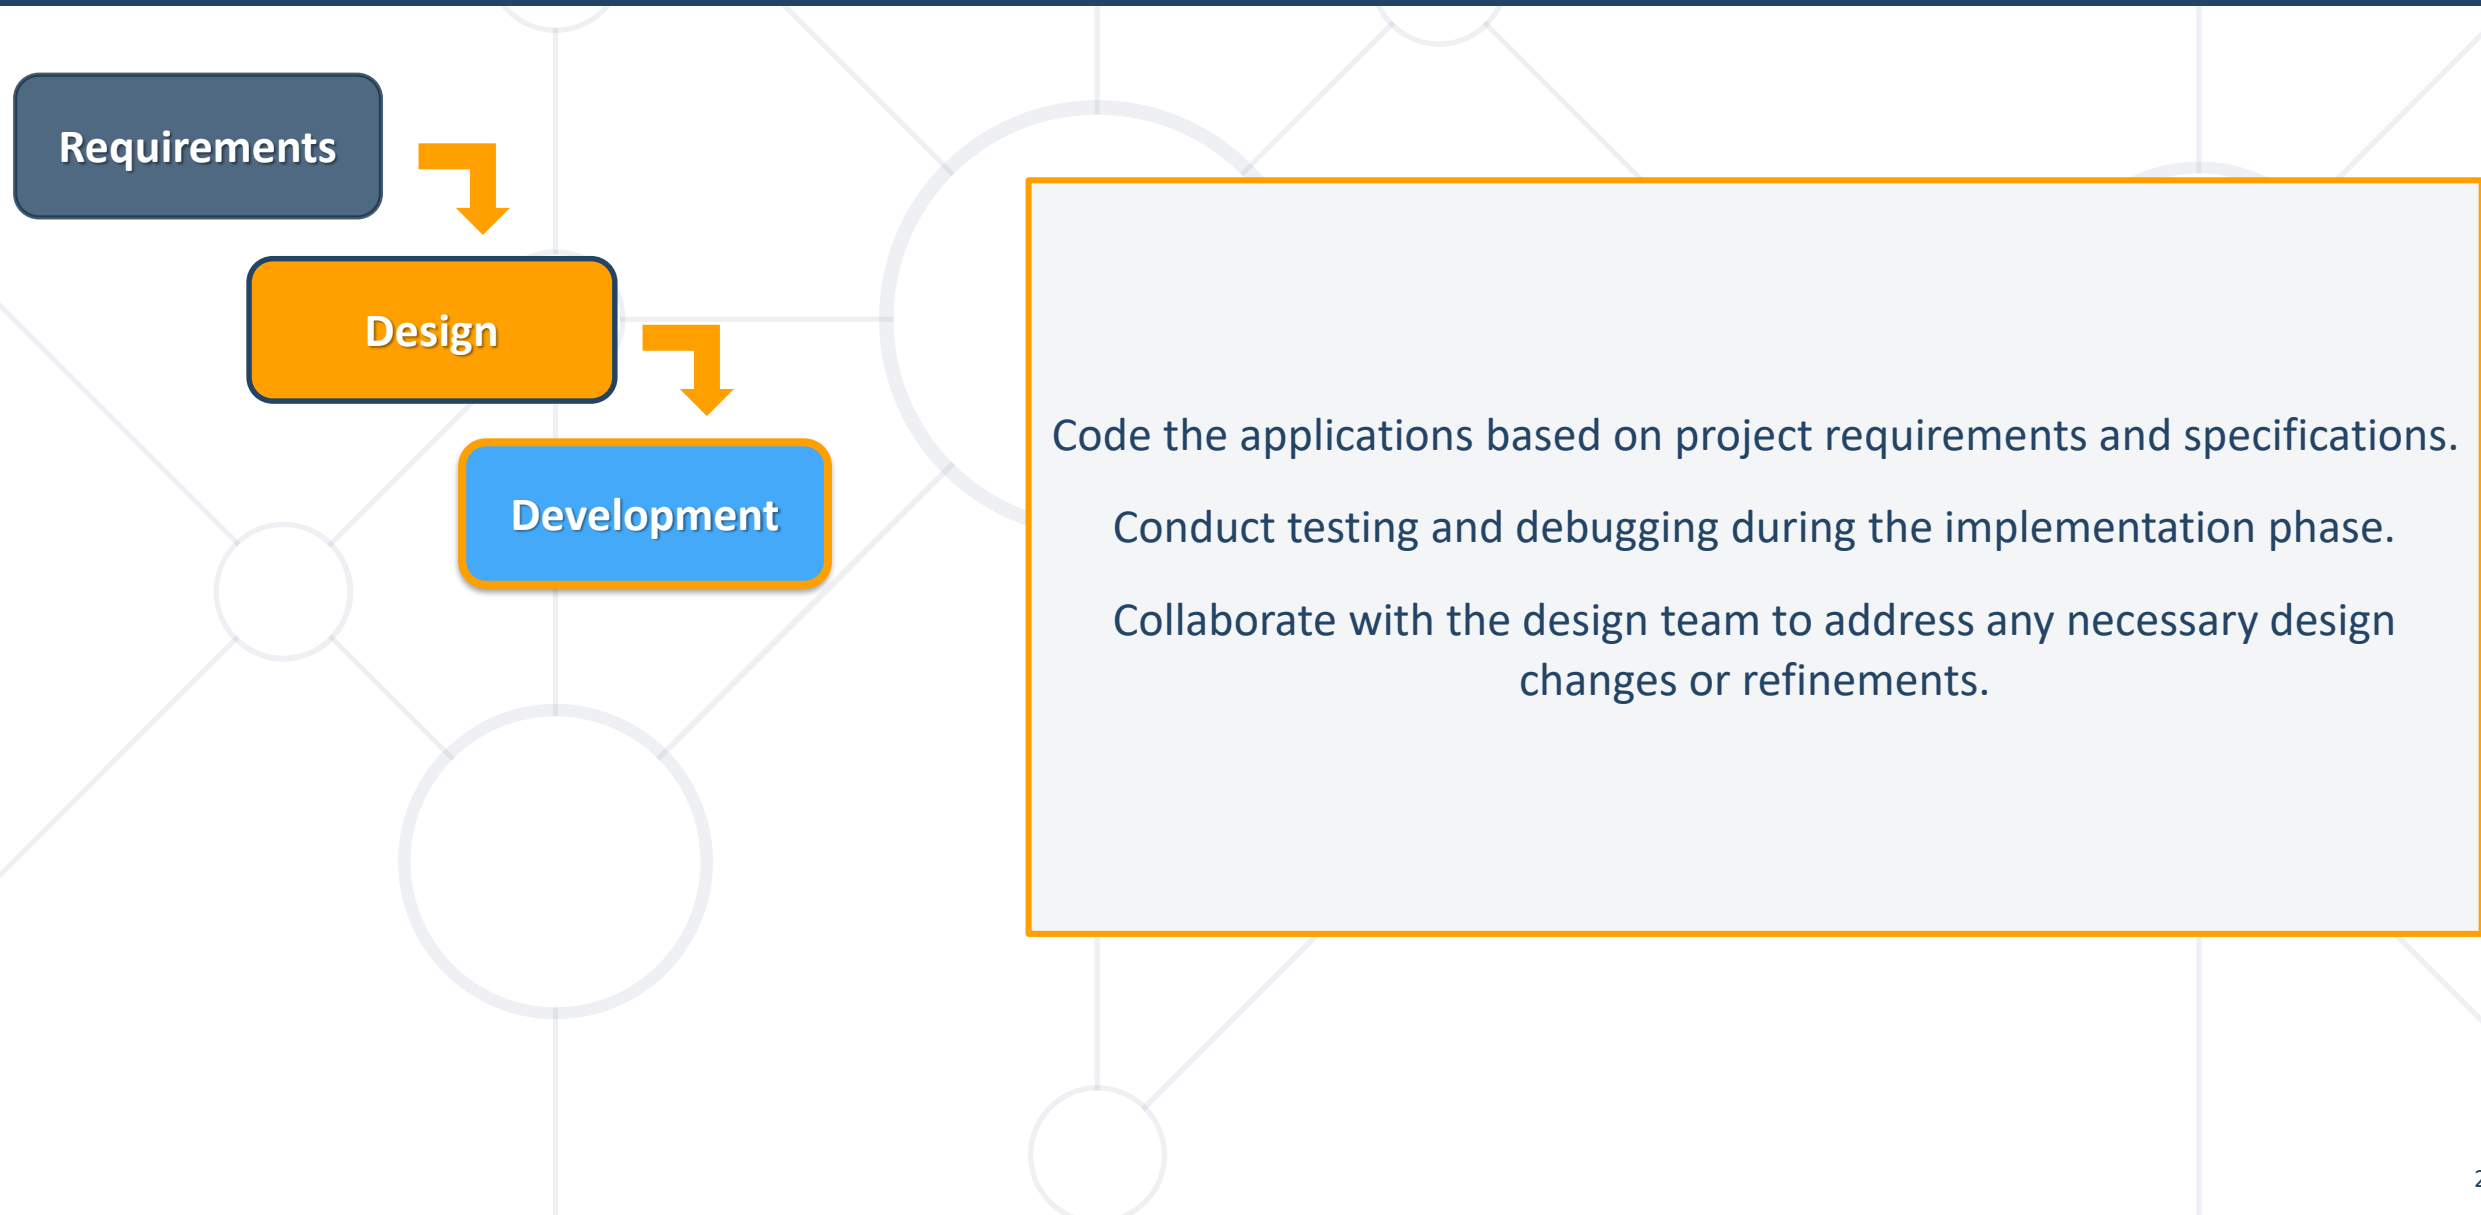 Requirements
Design
Development
Code the applications based on project requirements and specifications.
Conduct testing and debugging during the implementation phase.
Collaborate with the design team to address any necessary design
changes or refinements.